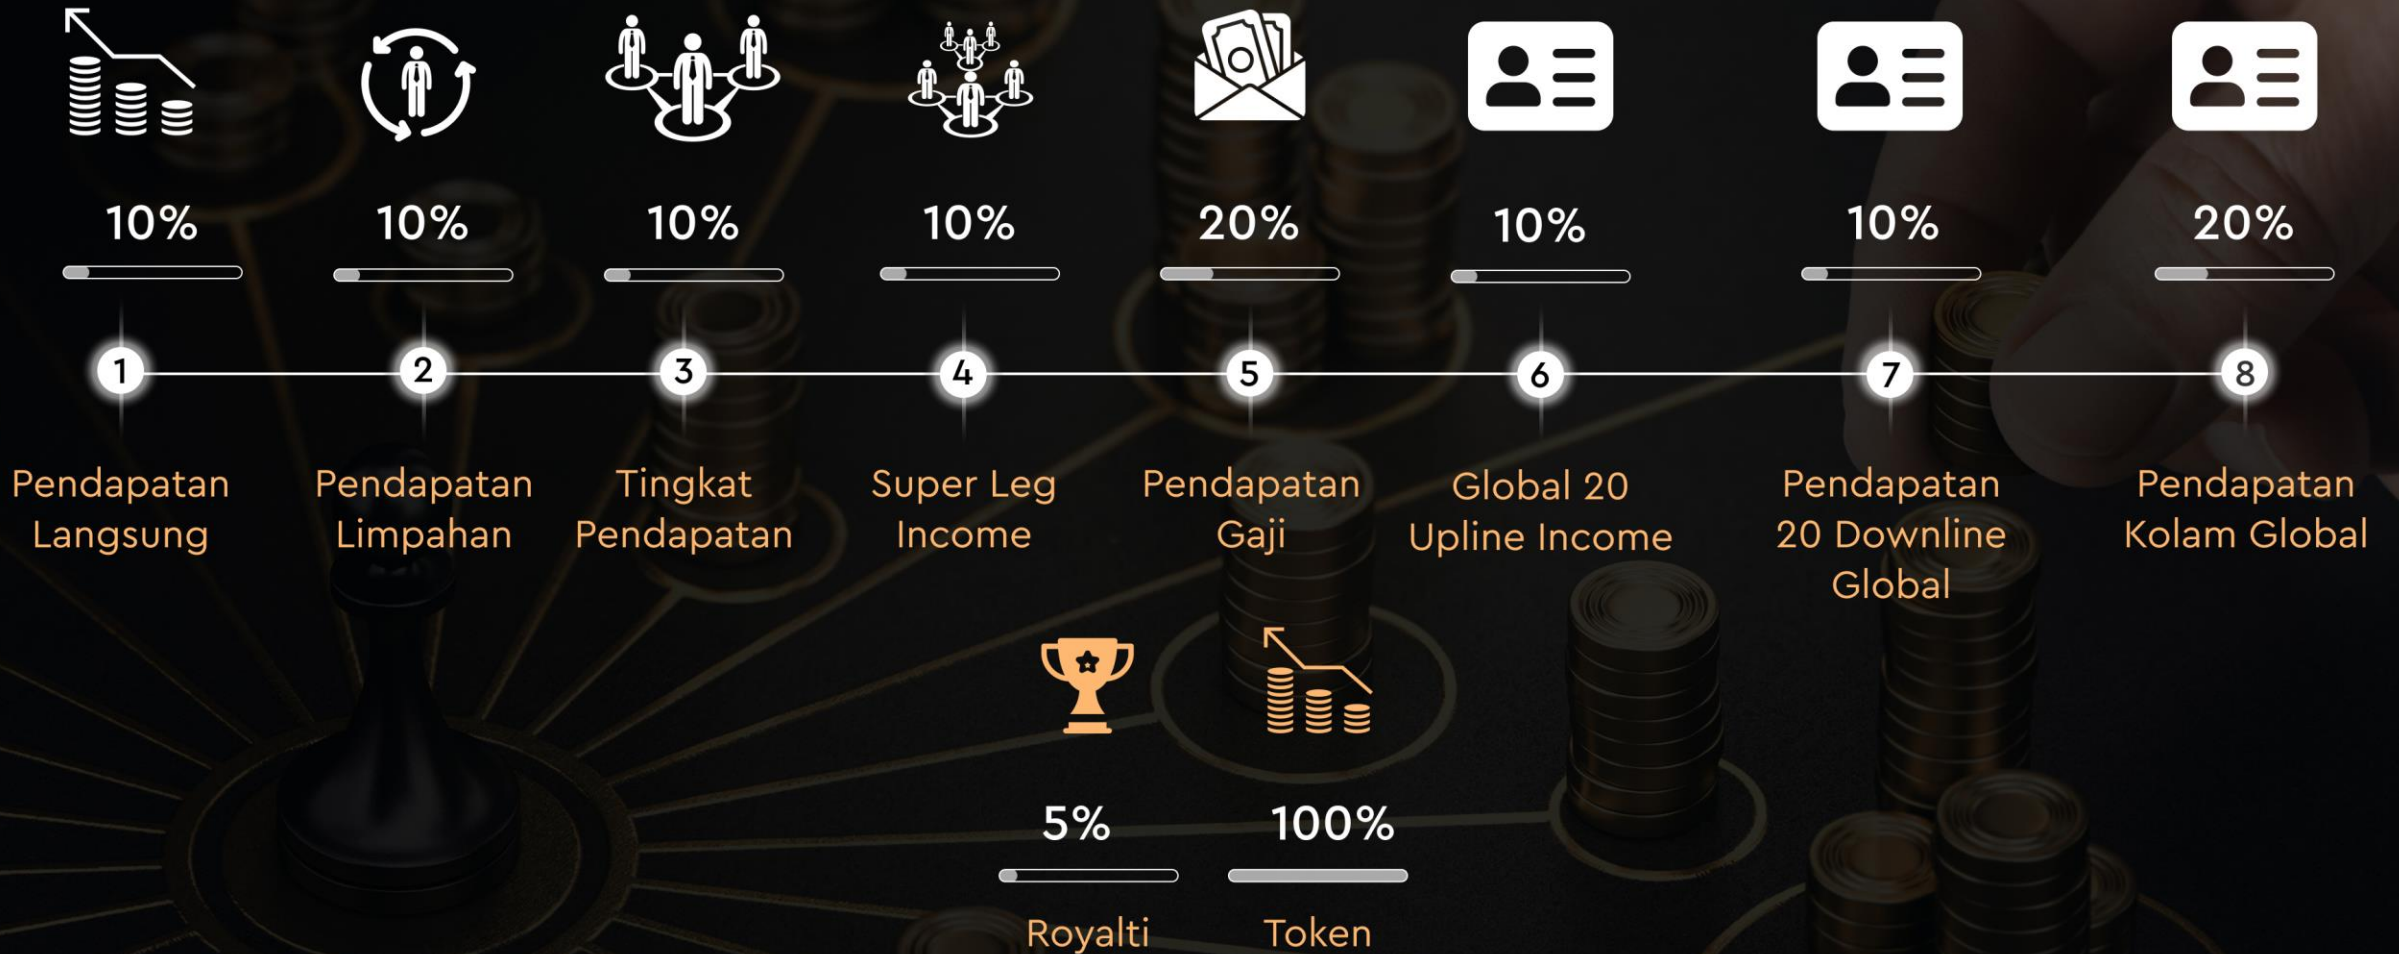 10%
10%
10%
10%
20%
10%
10%
20%
1
2
3
4
5
6
7
8
Pendapatan
Langsung
Pendapatan
Limpahan
Tingkat
Pendapatan
Super Leg
Income
Pendapatan
Gaji
Global 20
Upline Income
Pendapatan
20 Downline
Global
Pendapatan
Kolam Global
5%
100%
Royalti
Token